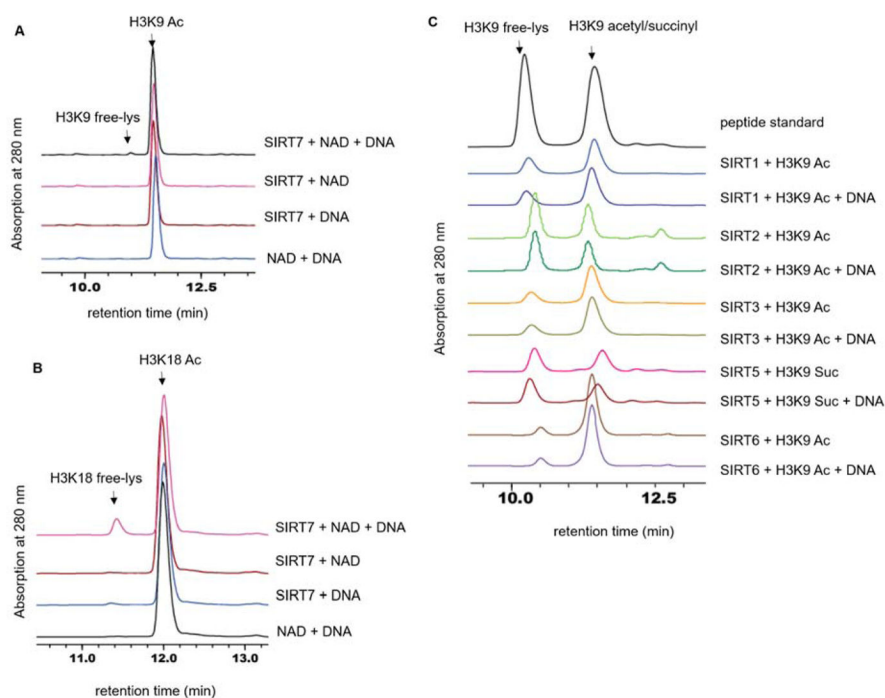 A
H3K9 Ac
H3K9 free-lys
SIRT7 + NAD + DNA
SIRT7 + NAD
SIRT7 + DNA
NAD + DNA
Absorption at 280 nm
10.0 12.5
retention time (min)
B
H3K18 Ac
H3K18 free-lys
SIRT7 + NAD + DNA
SIRT7 + NAD
SIRT7 + DNA
NAD + DNA
Absorption at 280 nm
11.0 12.0 13.0
retention time (min)
C
H3K9 free-lys
H3K9 acetyl/succinyl
peptide standard
SIRT1 + H3K9 Ac
SIRT1 + H3K9 Ac + DNA
SIRT2 + H3K9 Ac
SIRT2 + H3K9 Ac + DNA
SIRT3 + H3K9 Ac
SIRT3 + H3K9 Ac + DNA
SIRT5 + H3K9 Suc
SIRT5 + H3K9 Suc + DNA
SIRT6 + H3K9 Ac
SIRT6 + H3K9 Ac + DNA
Absorption at 280 nm
10.0 12.5
retention time (min)